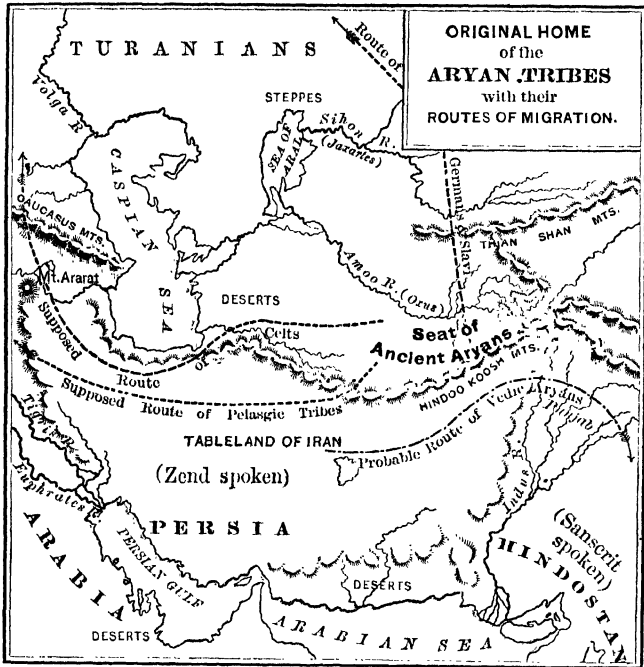 ORIGINAL HOME
of the
ARYAN TRIBES
with their
ROUTES OF MIGRATION.
TURANIANS
Route of
Germans & Slavi
Volga R
STEPPES
SEA OF
ARAL
Sihon R.
(Jaxartes)
CASPIAN
SEA
CAUCASUS MTS.
Mt. Ararat
THIAN SHAN MTS.
Amoo R. (Oxus)
DESERTS
Supposed Route of Celts
Seat of
Ancient Aryans
HINDOO KOOSH MTS.
Supposed Route of Pelasgic Tribes
Probable Route of Vedic Aryans
Punjab
Tigris R.
TABLELAND OF IRAN
(Zend spoken)
Indus R.
Euphrates
PERSIA
(Sanscrit
spoken)
HINDOSTAN
ARABIA
PERSIAN GULF
DESERTS
DESERTS
ARABIAN SEA